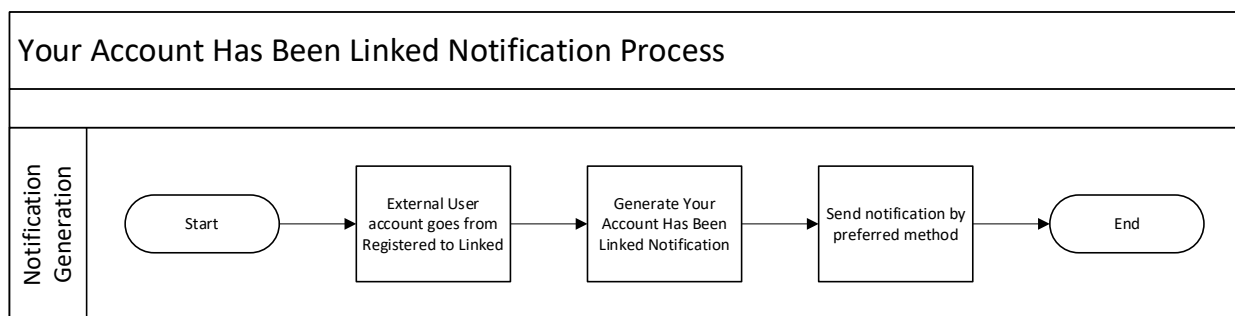 Your Account Has Been Linked Notification Process
Notification
Generation
Start
External User
account goes from
Registered to Linked
Generate Your
Account Has Been
Linked Notification
Send notification by
preferred method
End